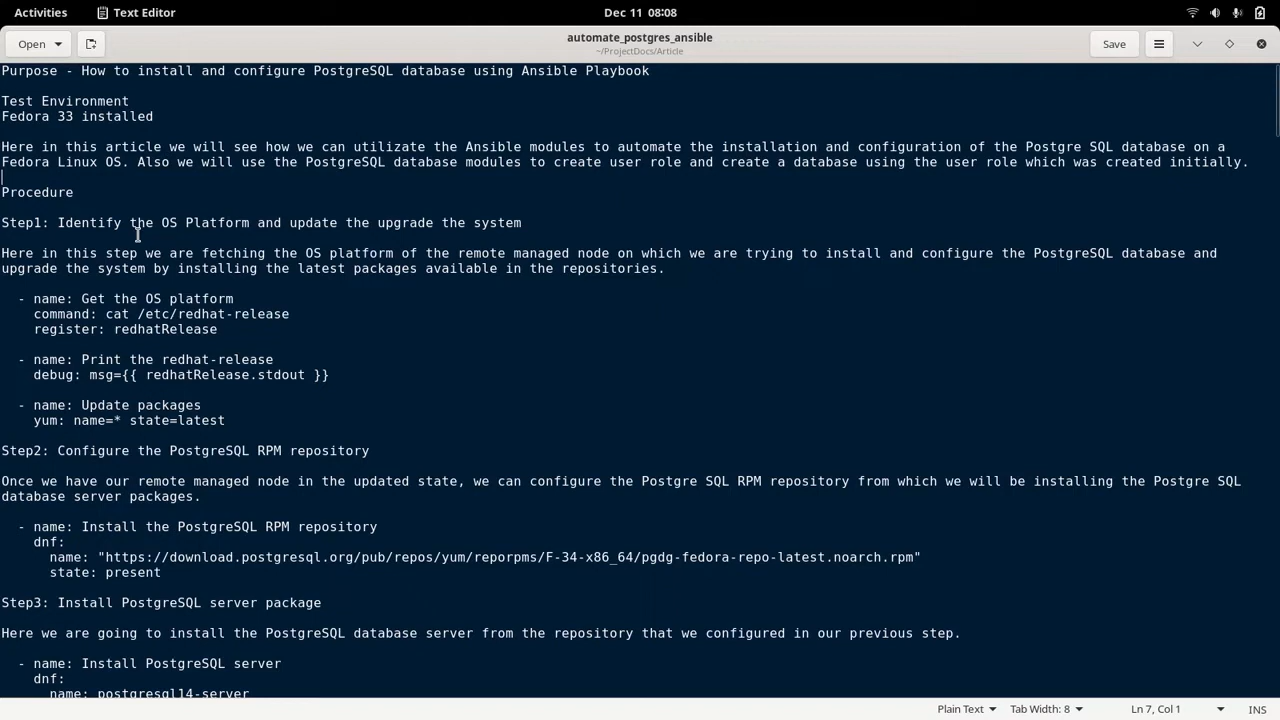 Activities Text Editor Dec 11 08:08
Open automate_postgres_ansible Save
~/ProjectDocs/Article
Purpose - How to install and configure PostgreSQL database using Ansible Playbook
Test Environment
Fedora 33 installed
Here in this article we will see how we can utilizate the Ansible modules to automate the installation and configuration of the Postgre SQL database on a
Fedora Linux OS. Also we will use the PostgreSQL database modules to create user role and create a database using the user role which was created initially.
Procedure
Step1: Identify the OS Platform and update the upgrade the system
Here in this step we are fetching the OS platform of the remote managed node on which we are trying to install and configure the PostgreSQL database and
upgrade the system by installing the latest packages available in the repositories.
- name: Get the OS platform
command: cat /etc/redhat-release
register: redhatRelease
- name: Print the redhat-release
debug: msg={{ redhatRelease.stdout }}
- name: Update packages
yum: name=* state=latest
Step2: Configure the PostgreSQL RPM repository
Once we have our remote managed node in the updated state, we can configure the Postgre SQL RPM repository from which we will be installing the Postgre SQL
database server packages.
- name: Install the PostgreSQL RPM repository
dnf:
name: "https://download.postgresql.org/pub/repos/yum/reporpms/F-34-x86_64/pgdg-fedora-repo-latest.noarch.rpm"
state: present
Step3: Install PostgreSQL server package
Here we are going to install the PostgreSQL database server from the repository that we configured in our previous step.
- name: Install PostgreSQL server
dnf:
name: postgresql14-server
Plain Text Tab Width: 8 Ln 7, Col 1 INS